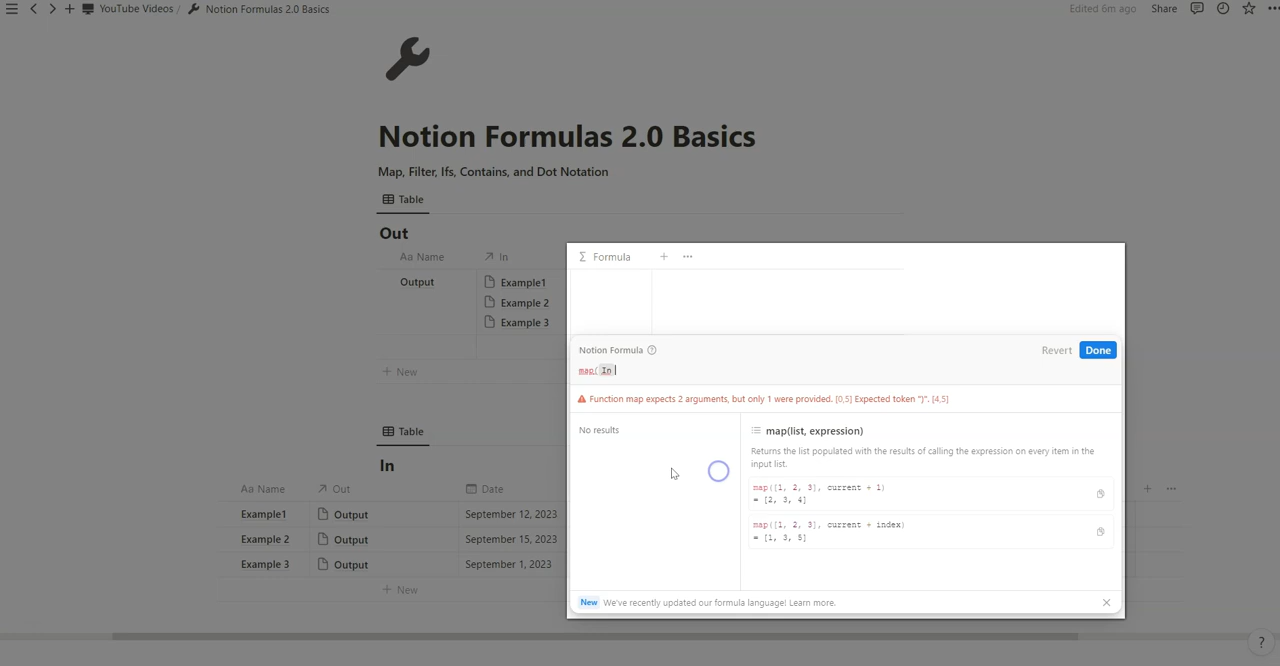 YouTube Videos / Notion Formulas 2.0 Basics
Edited 6m ago Share
Notion Formulas 2.0 Basics
Map, Filter, Ifs, Contains, and Dot Notation
Table
Out
Aa Name In Formula
Output Example1
Example 2
Example 3
+ New
Notion Formula
Revert Done
map( In
Function map expects 2 arguments, but only 1 were provided. [0,5] Expected token ")". [4,5]
No results
map(list, expression)
Returns the list populated with the results of calling the expression on every item in the
input list.
map([1, 2, 3], current + 1)
= [2, 3, 4]
map([1, 2, 3], current + index)
= [1, 3, 5]
New We've recently updated our formula language! Learn more.
Table
In
Aa Name Out Date
Example1 Output September 12, 2023
Example 2 Output September 15, 2023
Example 3 Output September 1, 2023
+ New
?